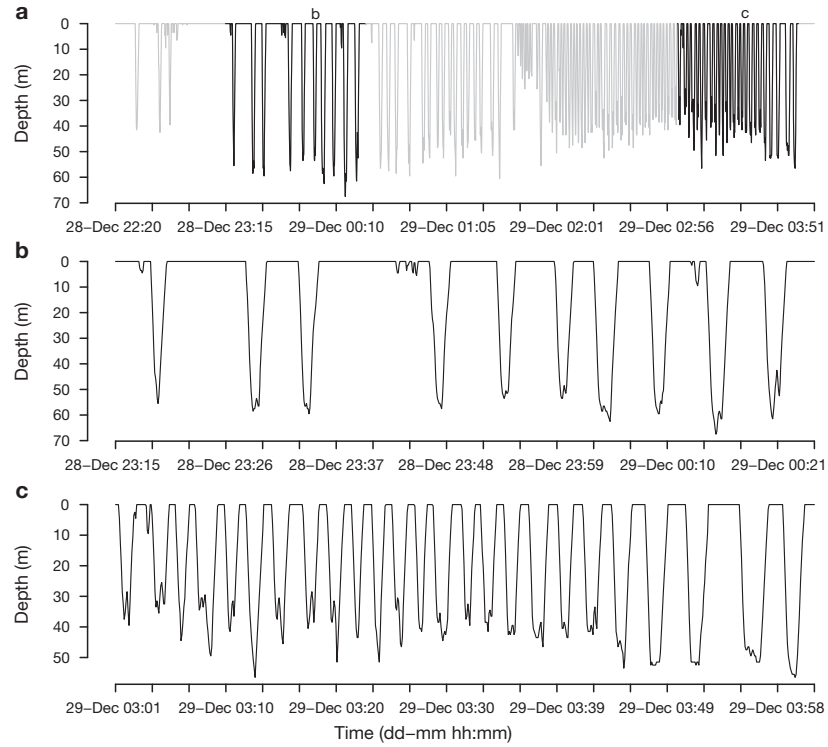 a
b
c
Depth (m)
0
10
20
30
40
50
60
70
28–Dec 22:20 28–Dec 23:15 29–Dec 00:10 29–Dec 01:05 29–Dec 02:01 29–Dec 02:56 29–Dec 03:51
b
Depth (m)
0
10
20
30
40
50
60
70
28–Dec 23:15 28–Dec 23:26 28–Dec 23:37 28–Dec 23:48 28–Dec 23:59 29–Dec 00:10 29–Dec 00:21
c
Depth (m)
0
10
20
30
40
50
29–Dec 03:01 29–Dec 03:10 29–Dec 03:20 29–Dec 03:30 29–Dec 03:39 29–Dec 03:49 29–Dec 03:58
Time (dd–mm hh:mm)